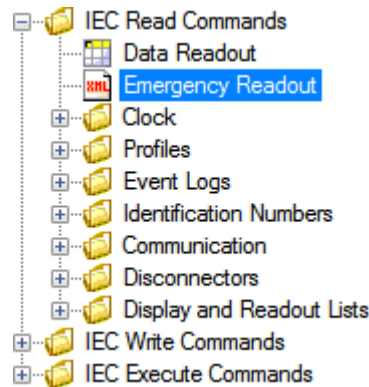 IEC Read Commands
Data Readout
XML Emergency Readout
Clock
Profiles
Event Logs
Identification Numbers
Communication
Disconnectors
Display and Readout Lists
IEC Write Commands
IEC Execute Commands